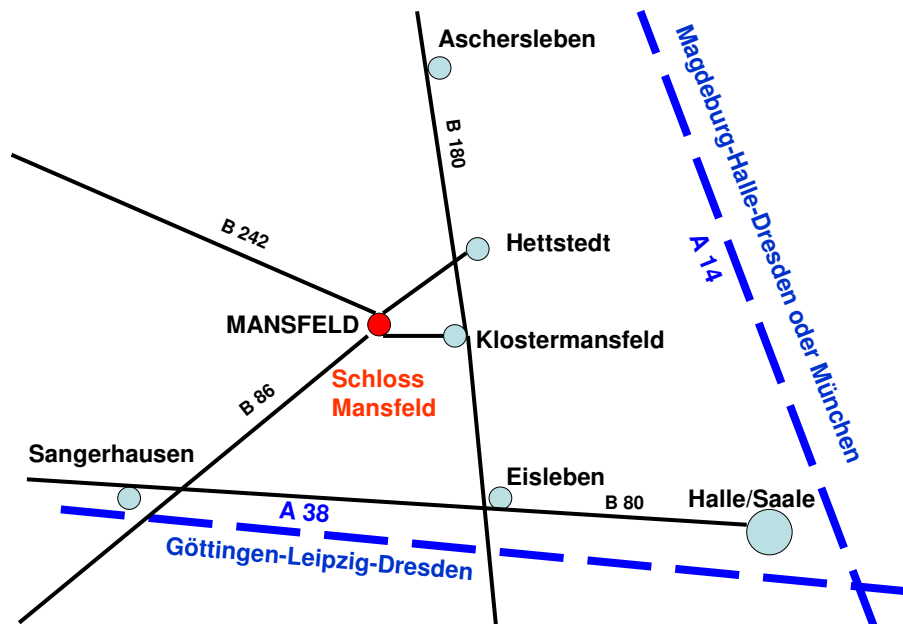 Aschersleben
Magdeburg-Halle-Dresden oder München
B 180
A 14
B 242
Hettstedt
MANSFELD
Klostermansfeld
Schloss
Mansfeld
B 86
Sangerhausen
Eisleben
Halle/Saale
B 80
A 38
Göttingen-Leipzig-Dresden